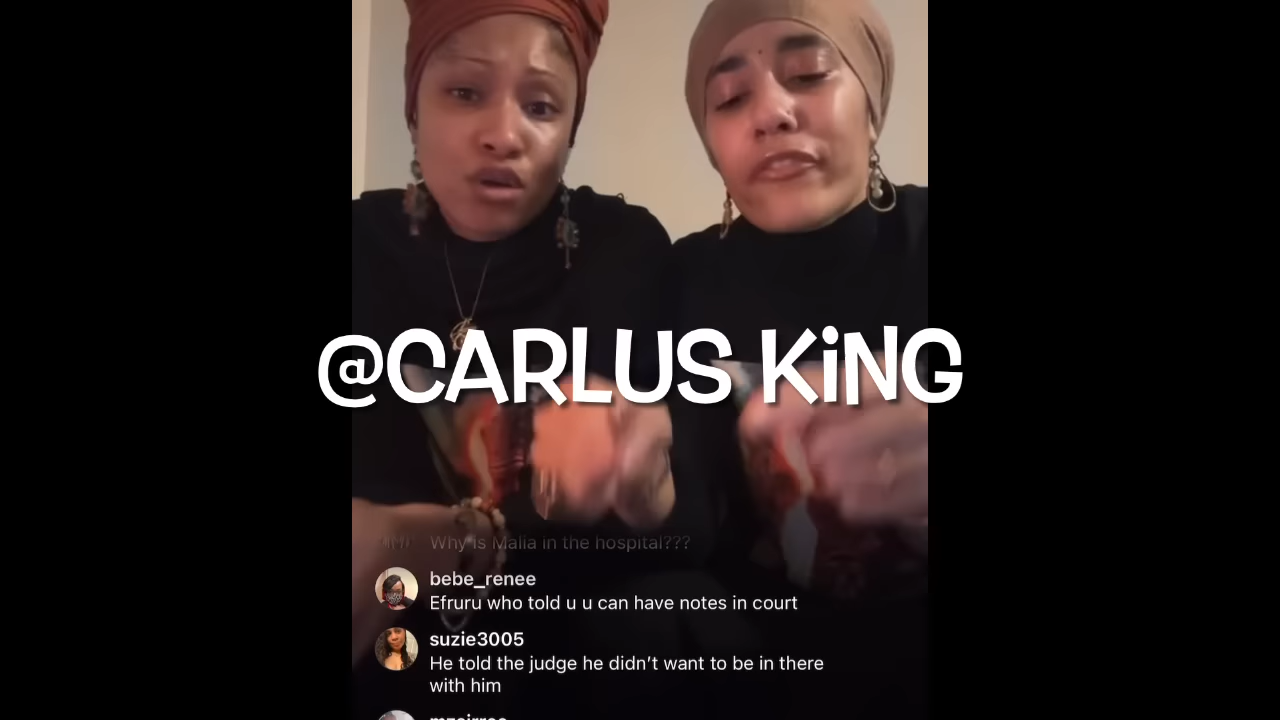 @CARLUS KiNG
Why is Malia in the hospital???
bebe_renee
Efruru who told u u can have notes in court
suzie3005
He told the judge he didn't want to be in there
with him